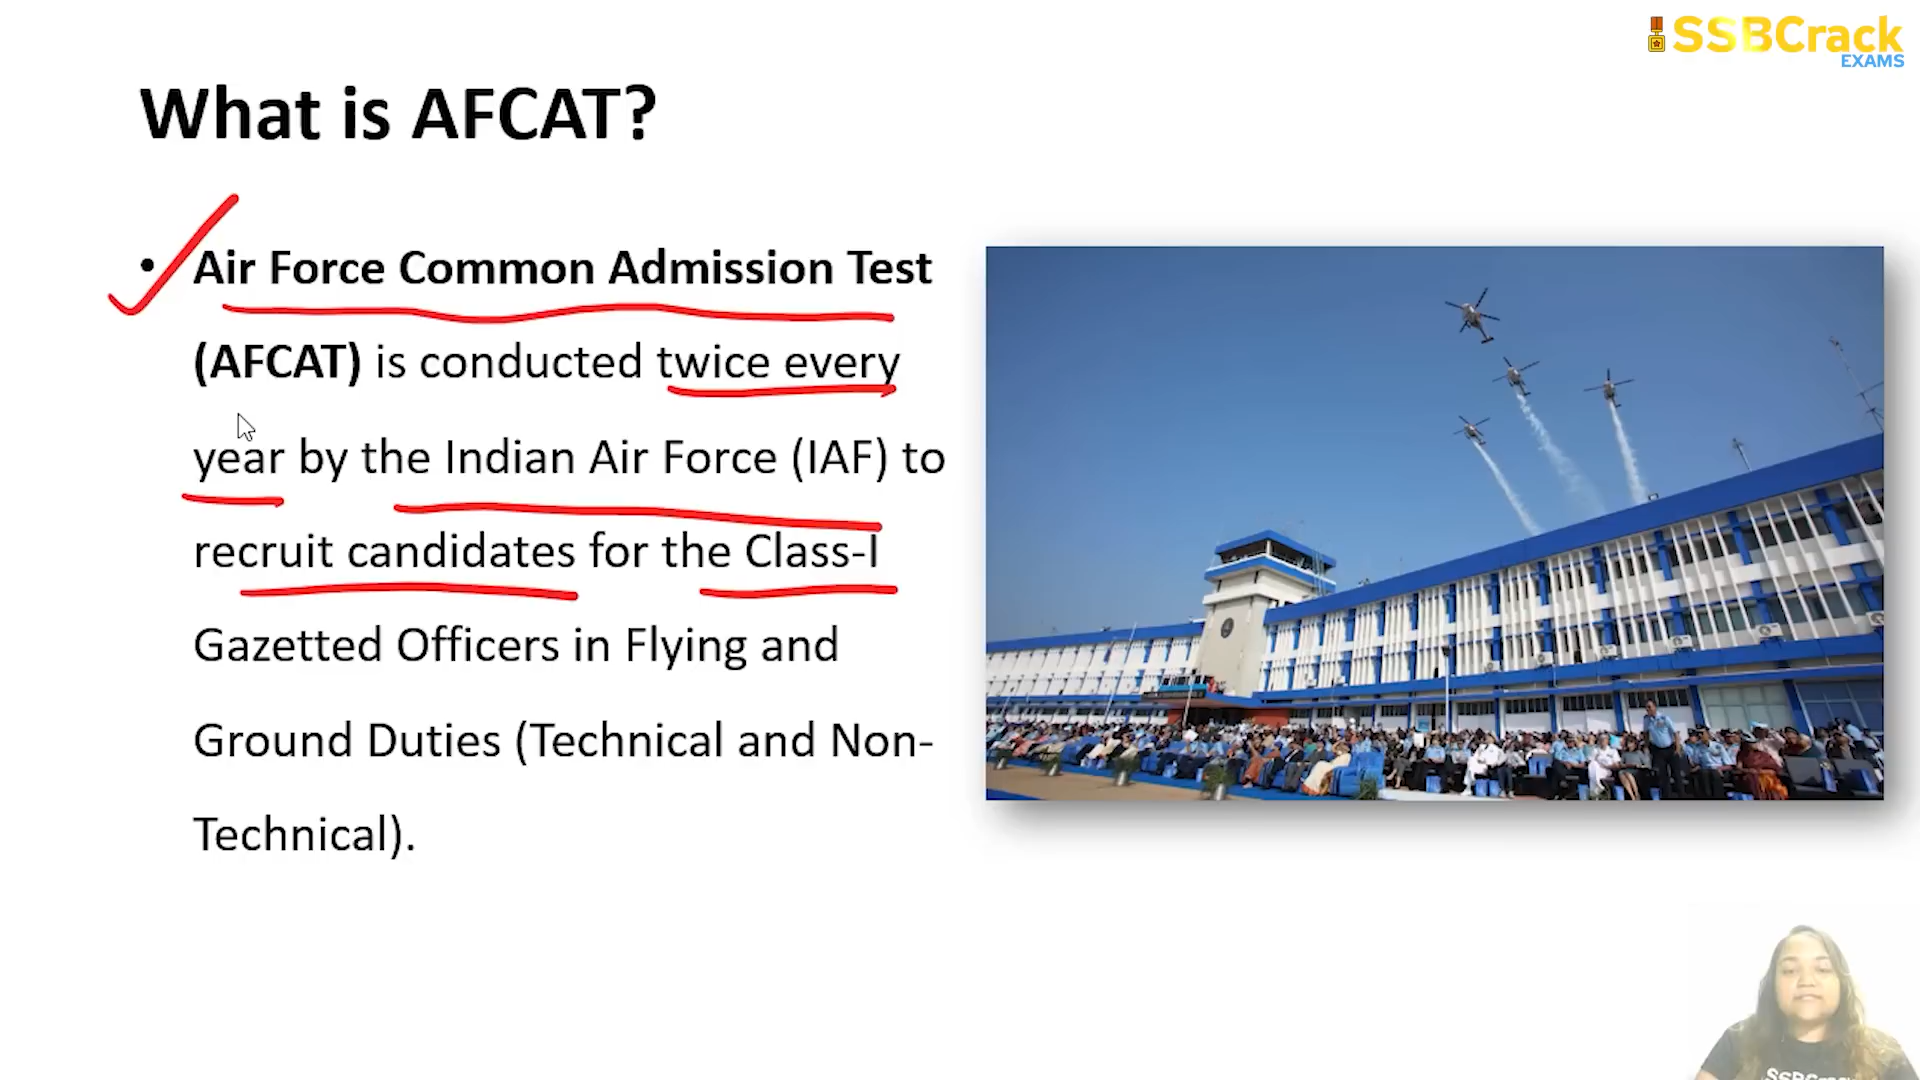 SSBCrack
EXAMS
What is AFCAT?
• Air Force Common Admission Test
(AFCAT) is conducted twice every
year by the Indian Air Force (IAF) to
recruit candidates for the Class-I
Gazetted Officers in Flying and
Ground Duties (Technical and Non-
Technical).